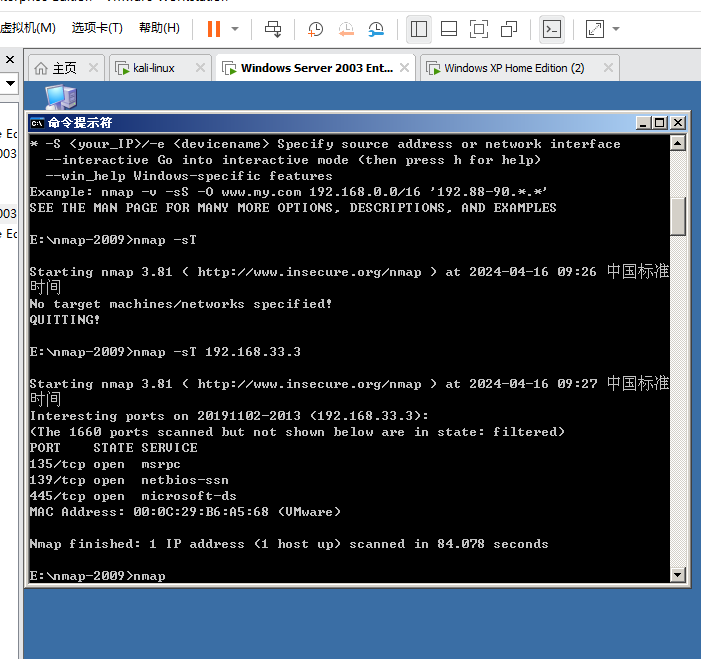 虚拟机(M) 选项卡(T) 帮助(H)
主页 kali-linux Windows Server 2003 Ent... Windows XP Home Edition (2)
命令提示符
* -S <your_IP>/-e <devicename> Specify source address or network interface
--interactive Go into interactive mode (then press h for help)
--win_help Windows-specific features
Example: nmap -v -sS -O www.my.com 192.168.0.0/16 '192.88-90.*.*'
SEE THE MAN PAGE FOR MANY MORE OPTIONS, DESCRIPTIONS, AND EXAMPLES
E:\nmap-2009>nmap -sT
Starting nmap 3.81 ( http://www.insecure.org/nmap ) at 2024-04-16 09:26 中国标准
时间
No target machines/networks specified!
QUITTING!
E:\nmap-2009>nmap -sT 192.168.33.3
Starting nmap 3.81 ( http://www.insecure.org/nmap ) at 2024-04-16 09:27 中国标准
时间
Interesting ports on 20191102-2013 (192.168.33.3):
(The 1660 ports scanned but not shown below are in state: filtered)
PORT    STATE SERVICE
135/tcp open  msrpc
139/tcp open  netbios-ssn
445/tcp open  microsoft-ds
MAC Address: 00:0C:29:B6:A5:68 (VMware)
Nmap finished: 1 IP address (1 host up) scanned in 84.078 seconds
E:\nmap-2009>nmap